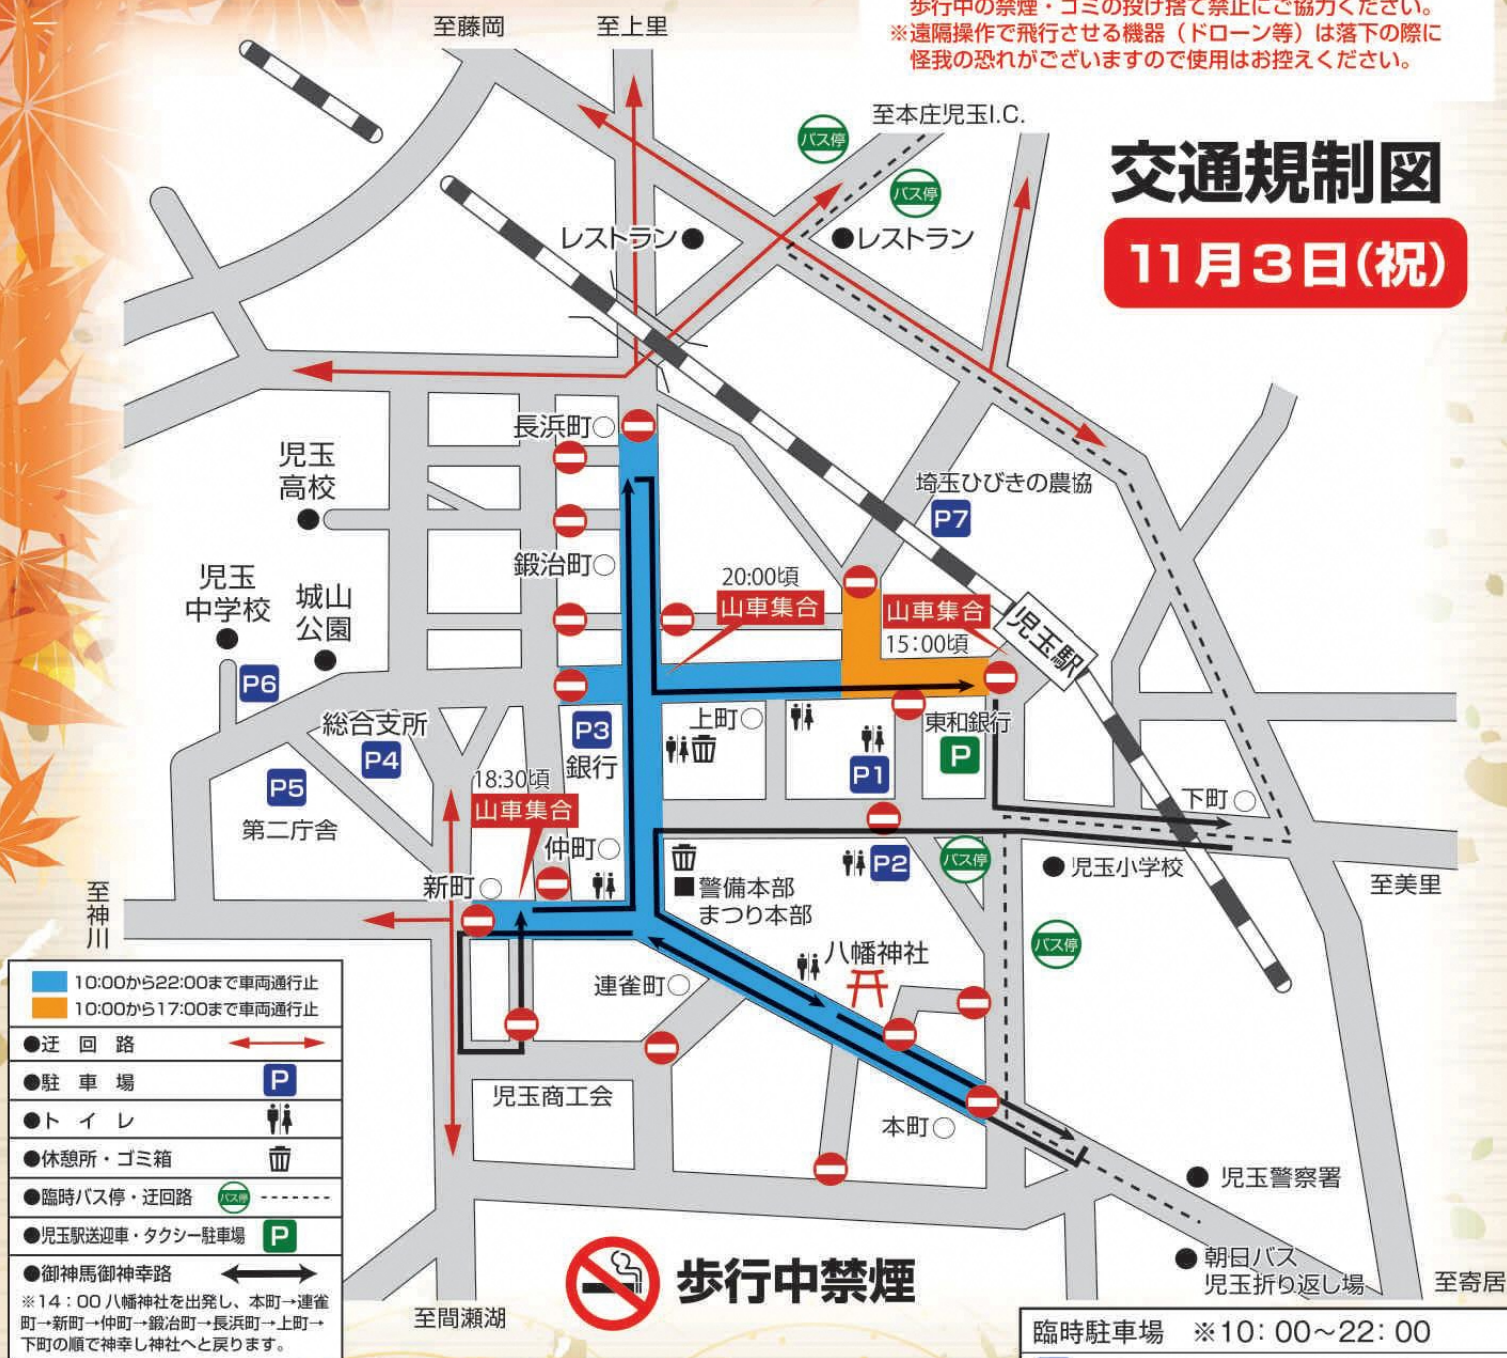 歩行中の禁煙・ゴミの投げ捨て禁止にご協力ください。
※遠隔操作で飛行させる機器（ドローン等）は落下の際に
怪我の恐れがございますので使用はお控えください。
至藤岡
至上里
至本庄児玉I.C.
バス停
バス停
交通規制図
11月3日(祝)
レストラン
レストラン
長浜町
児玉
高校
埼玉ひびきの農協
P7
鍛治町
児玉
中学校
城山
公園
20:00頃
山車集合
山車集合
15:00頃
児玉駅
P6
総合支所
P4
P3
銀行
上町
東和銀行
P
P1
P5
第二庁舎
18:30頃
山車集合
下町
仲町
新町
P2
バス停
児玉小学校
至美里
警備本部
まつり本部
至神川
バス停
八幡神社
連雀町
児玉商工会
本町
児玉警察署
朝日バス
児玉折り返し場
至寄居
至間瀬湖
歩行中禁煙
10:00から22:00まで車両通行止
10:00から17:00まで車両通行止
●迂回路
●駐車場 P
●トイレ
●休憩所・ゴミ箱
●臨時バス停・迂回路 バス停
●児玉駅送迎車・タクシー駐車場 P
●御神馬御神幸路
※14：00 八幡神社を出発し、本町→連雀
町→新町→仲町→鍛冶町→長浜町→上町→
下町の順で神幸し神社へと戻ります。
臨時駐車場 ※10：00～22：00